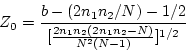 Z_0 = \frac{b - (2n_1n_2/N) - 1/2}{[\frac{2n_1n_2(2n_1n_2-N)}{N^2(N-1)}]^{1/2}}